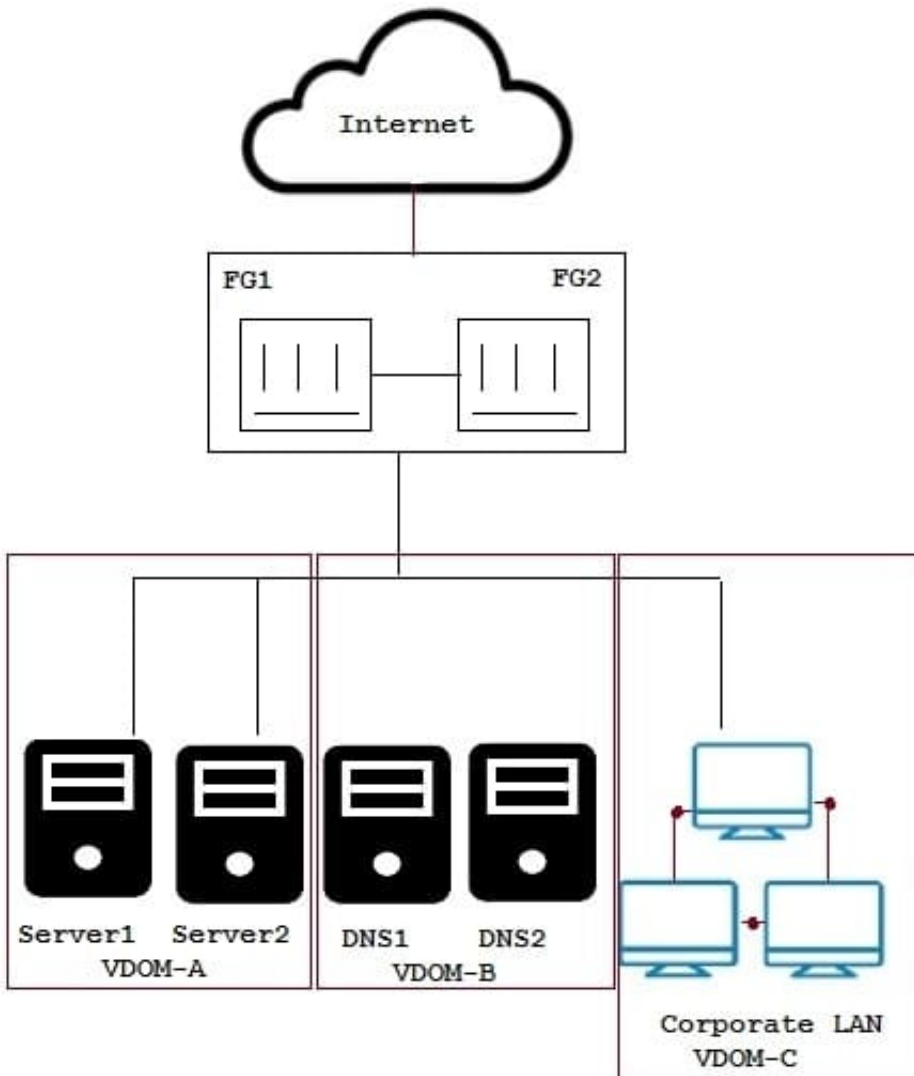 Internet
FG1 FG2
Server1 Server2 DNS1 DNS2
VDOM-A VDOM-B
Corporate LAN
VDOM-C